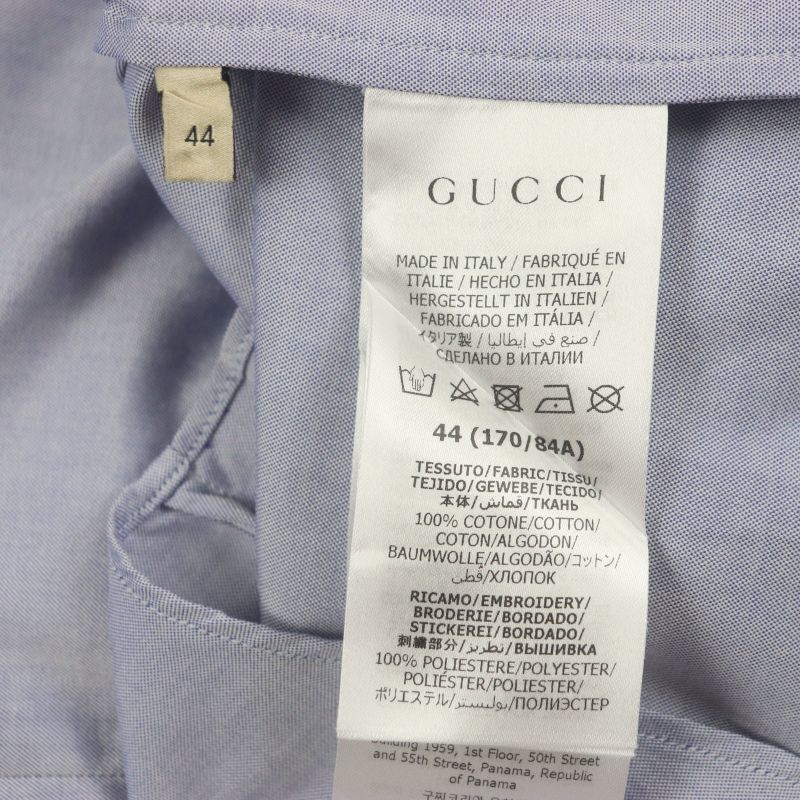 44
GUCCI
MADE IN ITALY / FABRIQUÉ EN
ITALIE / HECHO EN ITALIA /
HERGESTELLT IN ITALIEN /
FABRICADO EM ITÁLIA /
イタリア製 / صنع في إيطاليا /
СДЕЛАНО В ИТАЛИИ
44 (170/84A)
TESSUTO/FABRIC/TISSU/
TEJIDO/GEWEBE/TECIDO/
本体/قماش/ТКАНЬ
100% COTONE/COTTON/
COTON/ALGODON/
BAUMWOLLE/ALGODÃO/コットン/
قطن/ХЛОПОК
RICAMO/EMBROIDERY/
BRODERIE/BORDADO/
STICKEREI/BORDADO/
刺繍部分/تطريز/ВЫШИВКА
100% POLIESTERE/POLYESTER/
POLIÉSTER/POLIESTER/
ポリエステル/بوليستر/ПОЛИЭСТЕР
Building 1959, 1st Floor, 50th Street
and 55th Street, Panama, Republic
of Panama